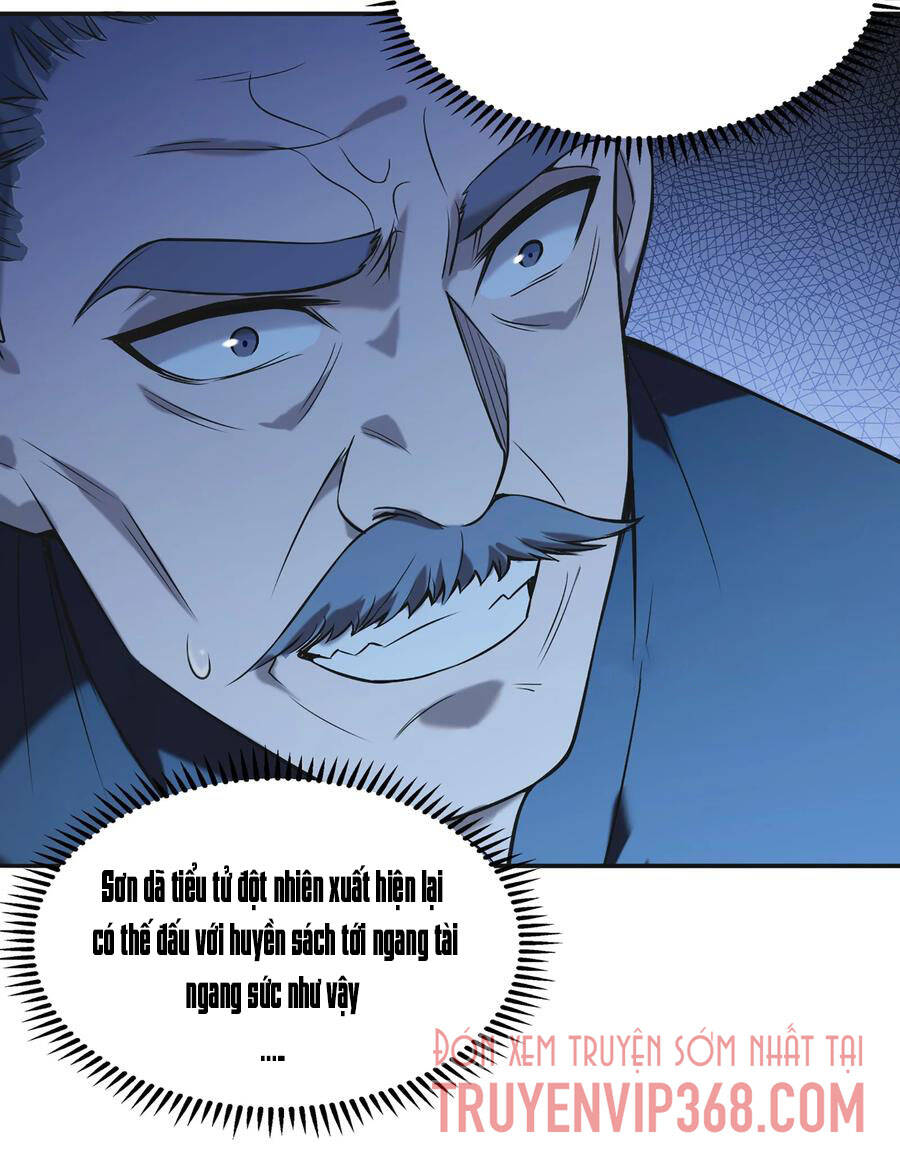 Sơn dã tiểu tử đột nhiên xuất hiện lại
có thể đấu với huyền sách tới ngang tài
ngang sức như vậy
.....
ĐÓN XEM TRUYỆN SỚM NHẤT TẠI
TRUYENVIP368.COM